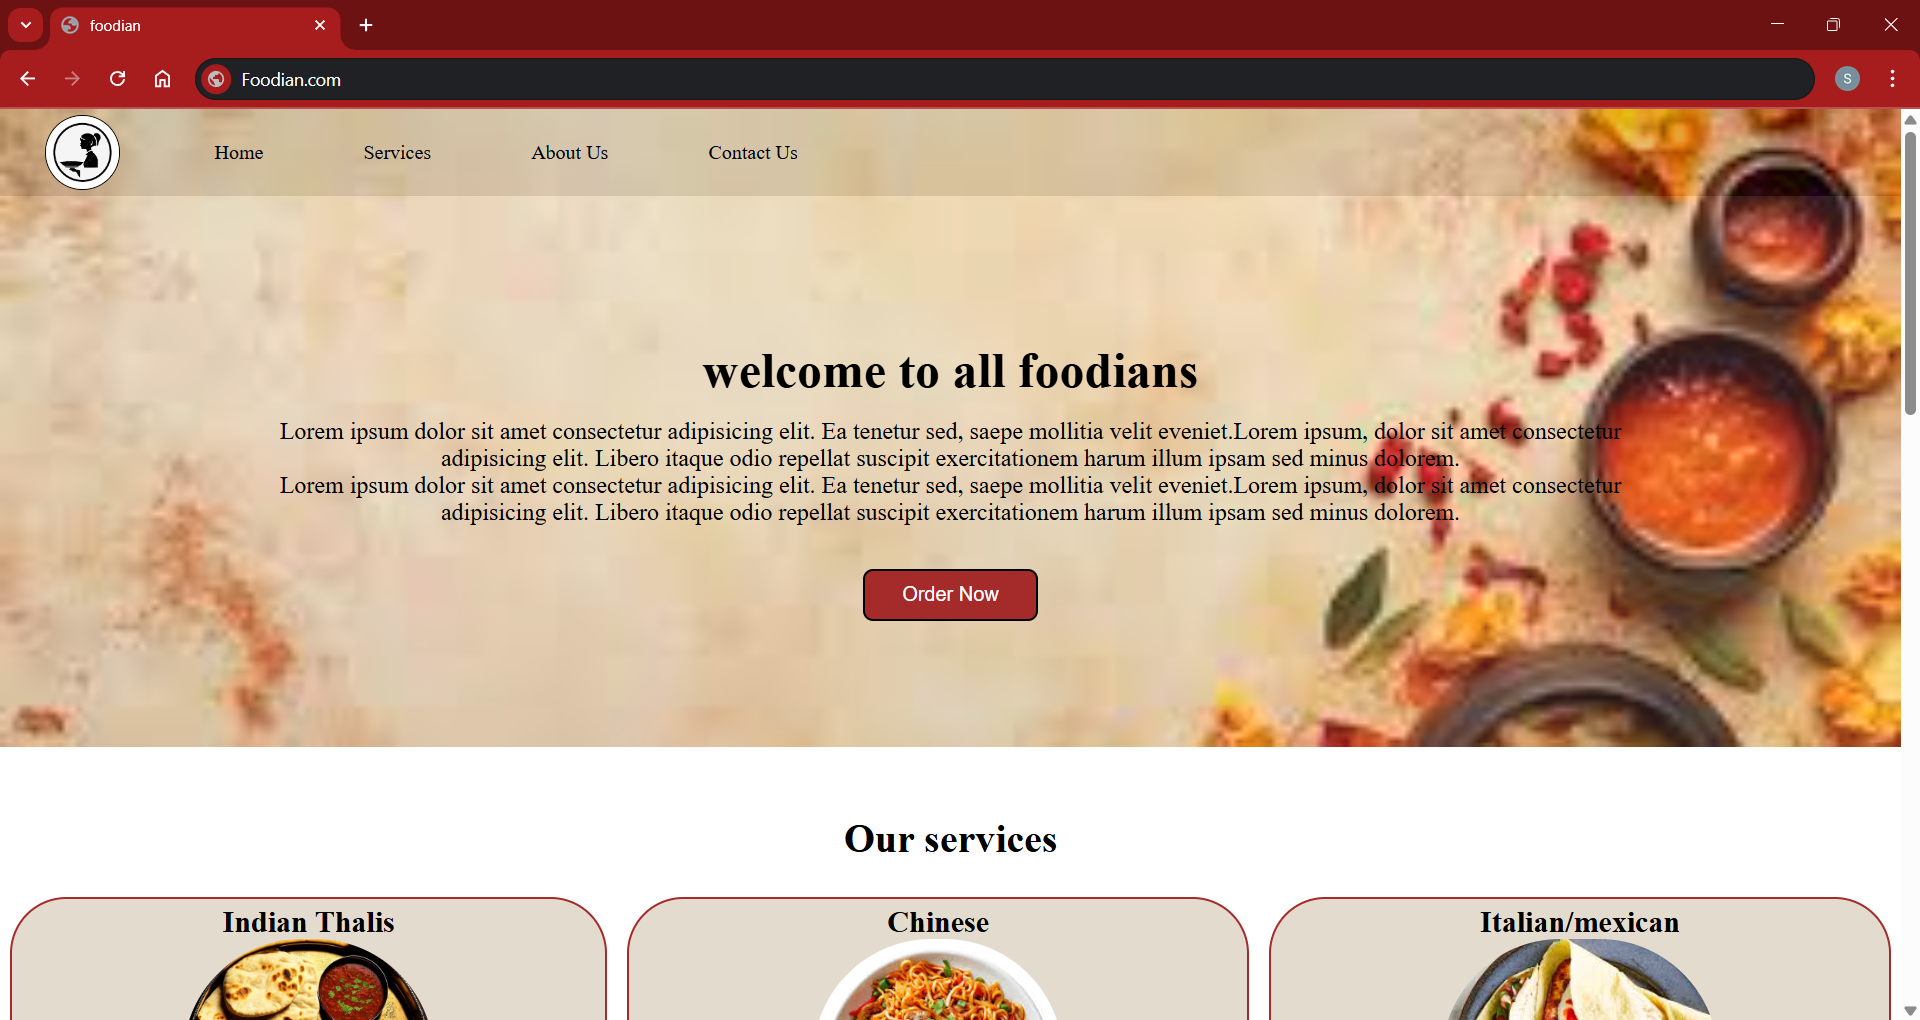 foodian
Foodian.com
S
Home Services About Us Contact Us
welcome to all foodians
Lorem ipsum dolor sit amet consectetur adipisicing elit. Ea tenetur sed, saepe mollitia velit eveniet.Lorem ipsum, dolor sit amet consectetur
adipisicing elit. Libero itaque odio repellat suscipit exercitationem harum illum ipsam sed minus dolorem.
Lorem ipsum dolor sit amet consectetur adipisicing elit. Ea tenetur sed, saepe mollitia velit eveniet.Lorem ipsum, dolor sit amet consectetur
adipisicing elit. Libero itaque odio repellat suscipit exercitationem harum illum ipsam sed minus dolorem.
Order Now
Our services
Indian Thalis
Chinese
Italian/mexican